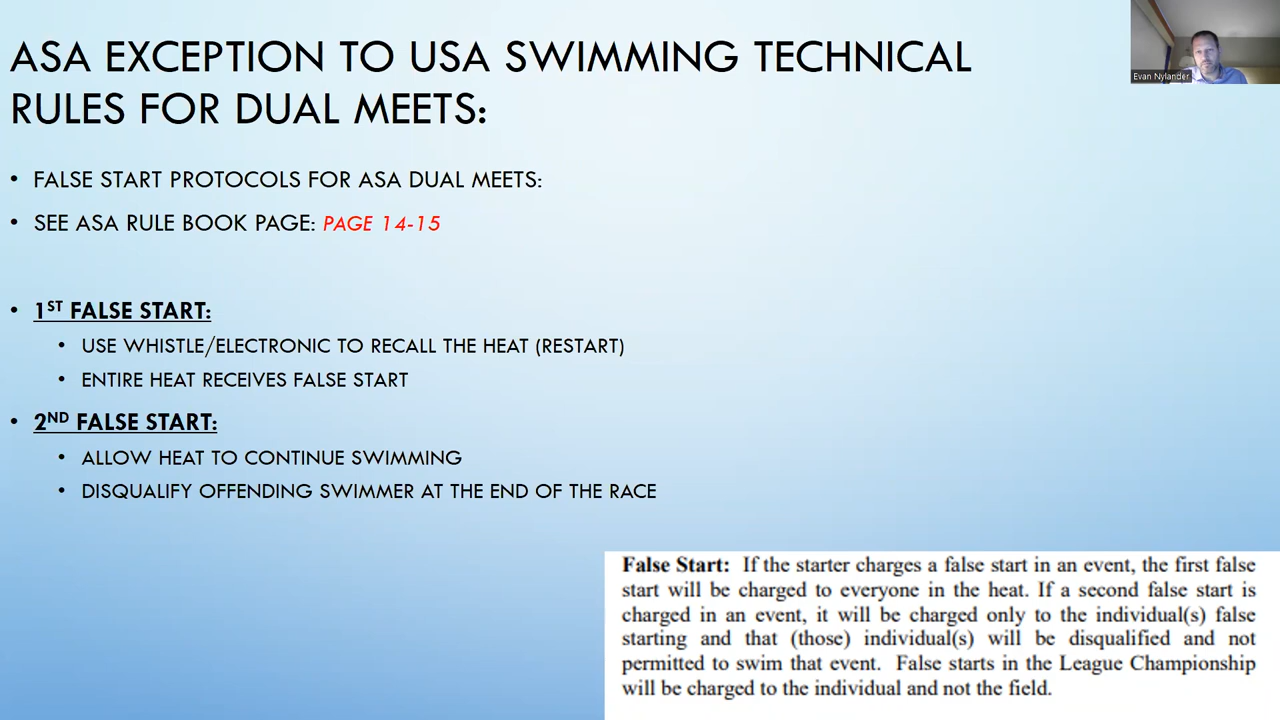 ASA EXCEPTION TO USA SWIMMING TECHNICAL
RULES FOR DUAL MEETS:
Evan Nylander
• FALSE START PROTOCOLS FOR ASA DUAL MEETS:
• SEE ASA RULE BOOK PAGE: PAGE 14-15
• 1ST FALSE START:
• USE WHISTLE/ELECTRONIC TO RECALL THE HEAT (RESTART)
• ENTIRE HEAT RECEIVES FALSE START
• 2ND FALSE START:
• ALLOW HEAT TO CONTINUE SWIMMING
• DISQUALIFY OFFENDING SWIMMER AT THE END OF THE RACE
False Start: If the starter charges a false start in an event, the first false
start will be charged to everyone in the heat. If a second false start is
charged in an event, it will be charged only to the individual(s) false
starting and that (those) individual(s) will be disqualified and not
permitted to swim that event. False starts in the League Championship
will be charged to the individual and not the field.